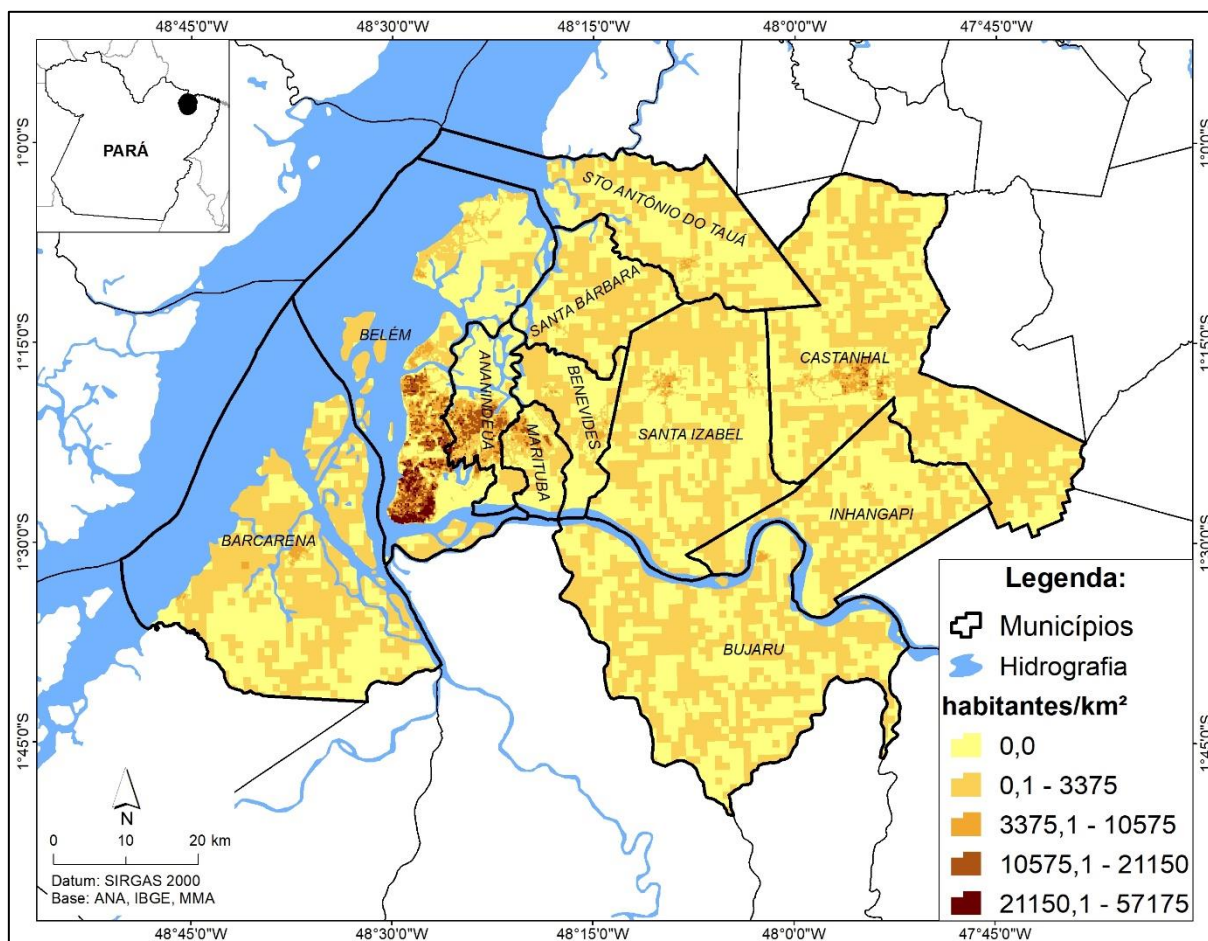 48°45'0"W 48°30'0"W 48°15'0"W 48°0'0"W 47°45'0"W
PARÁ
1°0'0"S 1°0'0"S
STO ANTÔNIO DO TAUÁ
SANTA BÁRBARA
1°15'0"S 1°15'0"S
BELÉM
CASTANHAL
ANANINDEUA
BENEVIDES
MARITUBA
SANTA IZABEL
INHANGAPI
1°30'0"S 1°30'0"S
BARCARENA
BUJARU
1°45'0"S 1°45'0"S
Legenda:
Municípios
Hidrografia
habitantes/km²
0,0
0,1 - 3375
3375,1 - 10575
10575,1 - 21150
21150,1 - 57175
N
0 10 20 km
Datum: SIRGAS 2000
Base: ANA, IBGE, MMA
48°45'0"W 48°30'0"W 48°15'0"W 48°0'0"W 47°45'0"W